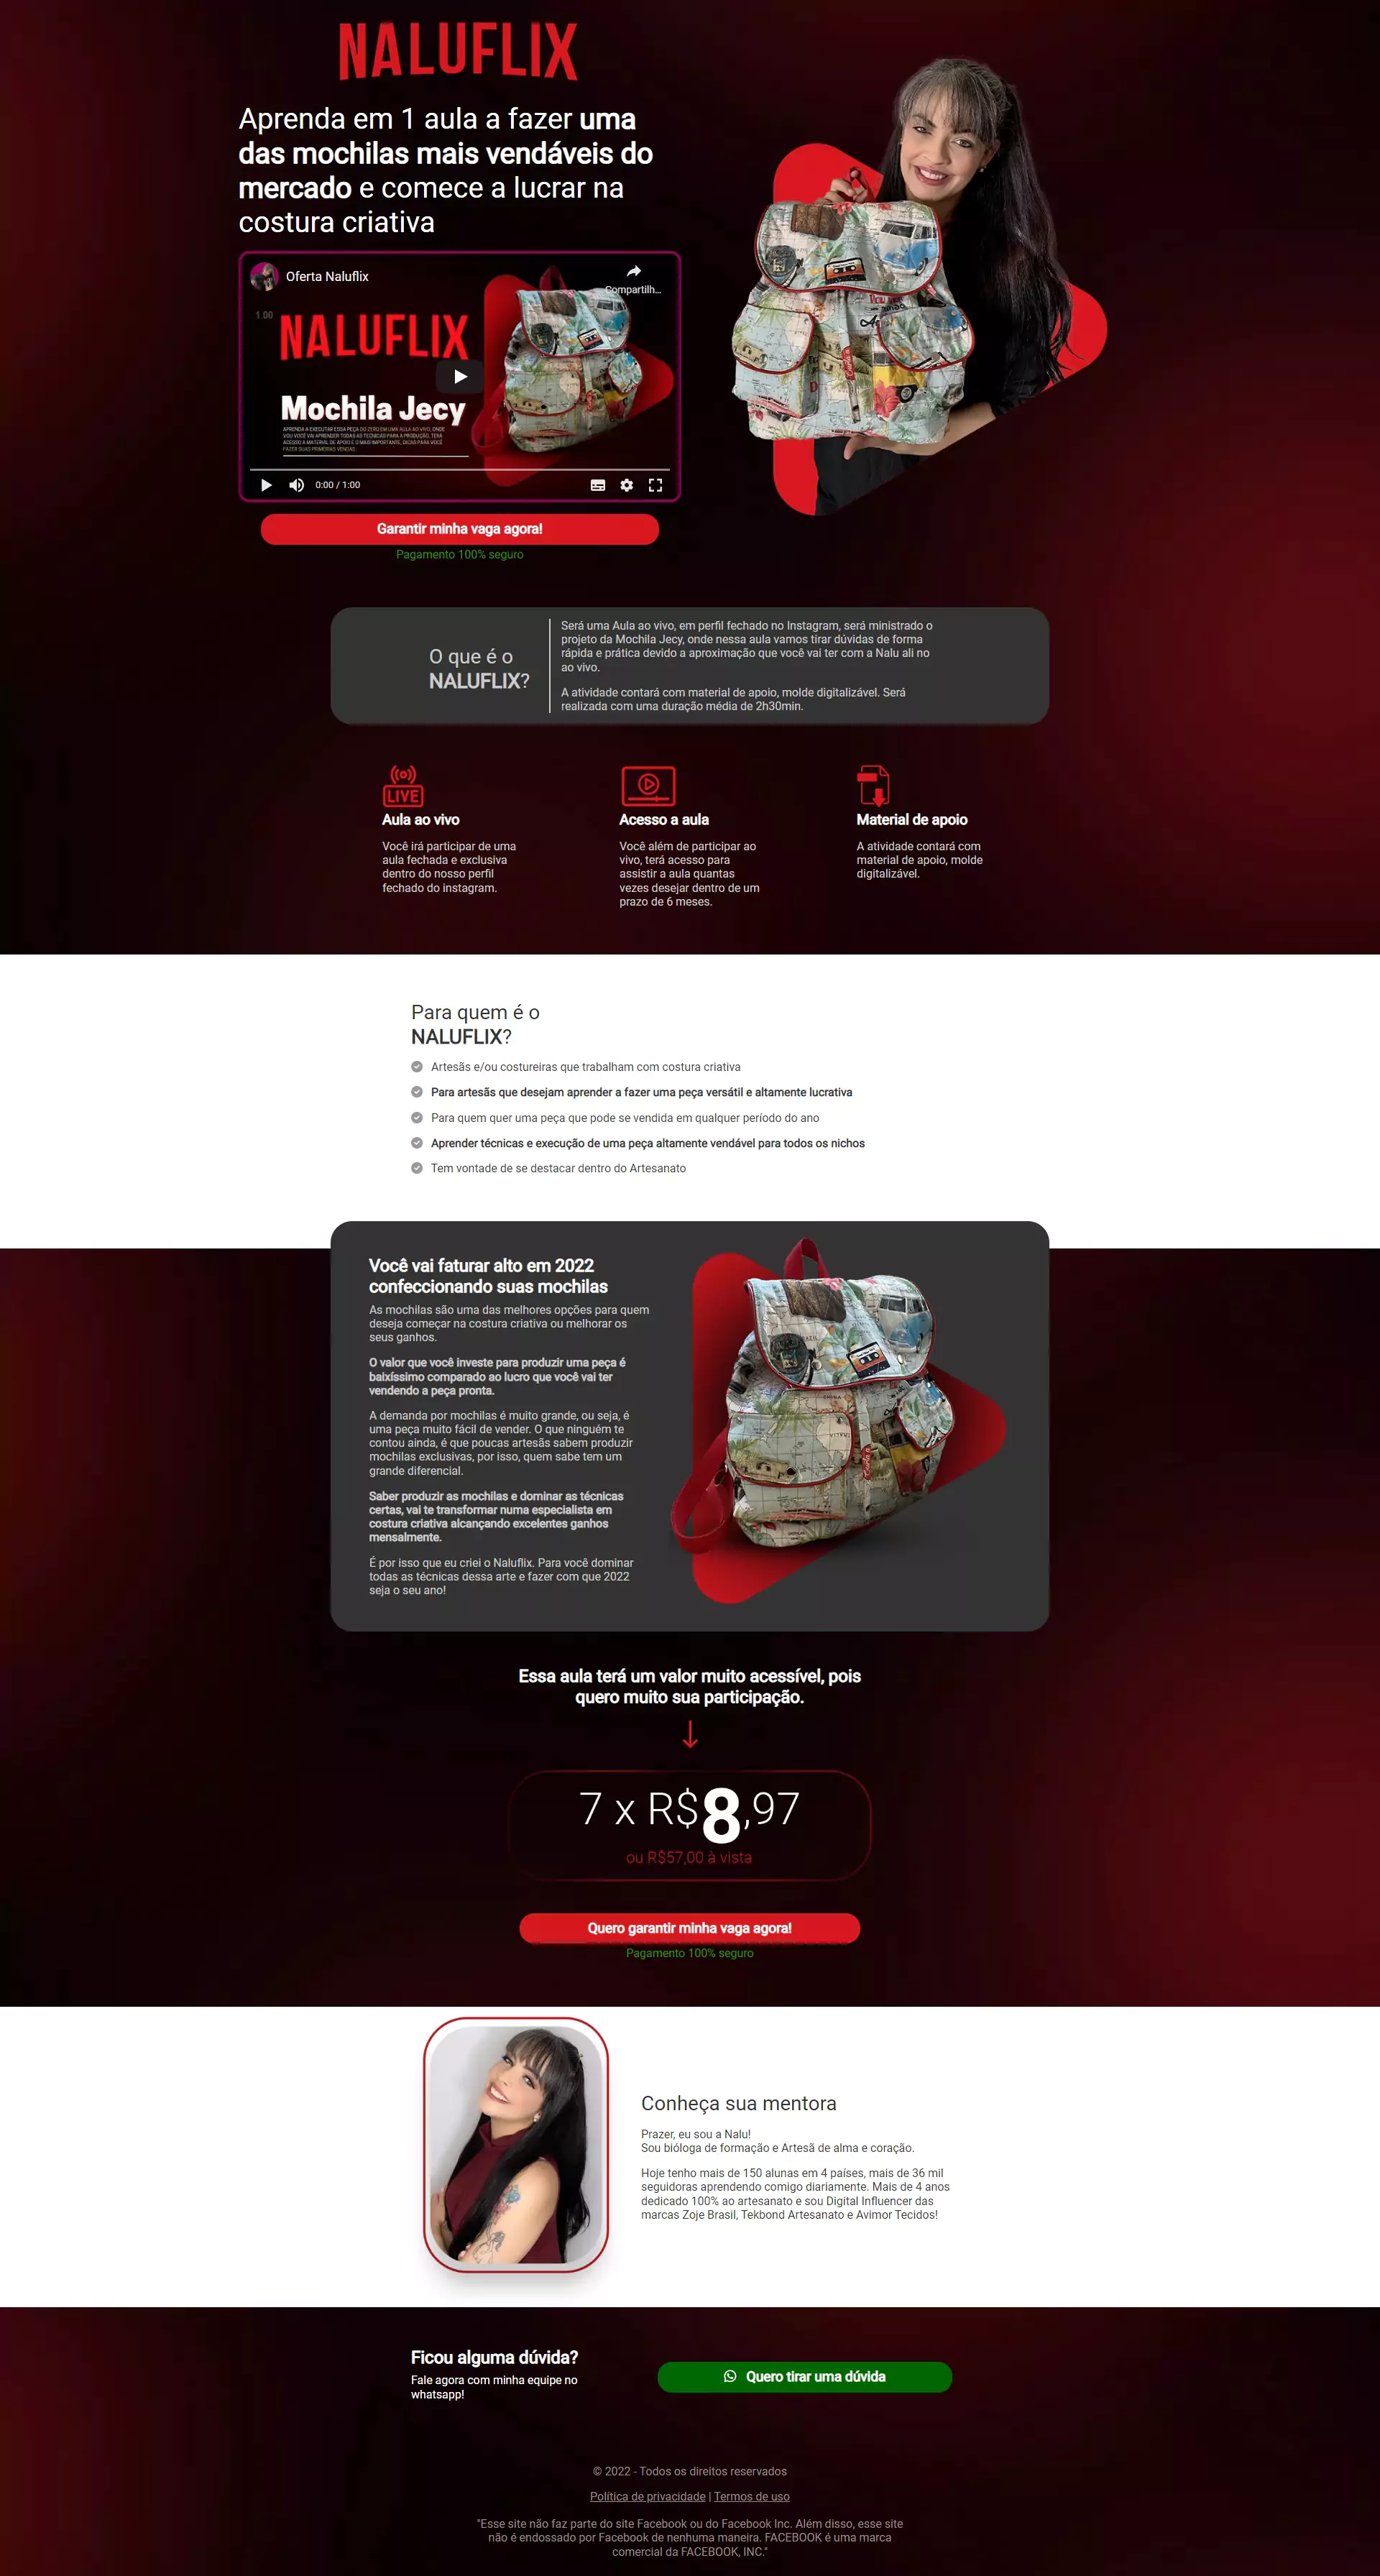 NALUFLIX
Aprenda em 1 aula a fazer uma
das mochilas mais vendáveis do
mercado e comece a lucrar na
costura criativa
Oferta Naluflix
Compartilh...
1.00
NALUFLIX
Mochila Jecy
APRENDA A EXECUTAR ESSA PEÇA DO ZERO EM UMA AULA AO VIVO, ONDE
VOU VOCÊ VAI APRENDER TODAS AS TECNICAS PARA A PRODUÇÃO, TERÁ
ACESSO A MATERIAL DE APOIO E O MAIS IMPORTANTE, DICAS PARA VOCÊ
FAZER SUAS PRIMEIRAS VENDAS.
0:00 / 1:00
Garantir minha vaga agora!
Pagamento 100% seguro
O que é o
NALUFLIX?
Será uma Aula ao vivo, em perfil fechado no Instagram, será ministrado o
projeto da Mochila Jecy, onde nessa aula vamos tirar dúvidas de forma
rápida e prática devido a aproximação que você vai ter com a Nalu ali no
ao vivo.
A atividade contará com material de apoio, molde digitalizável. Será
realizada com uma duração média de 2h30min.
LIVE
Aula ao vivo
Você irá participar de uma
aula fechada e exclusiva
dentro do nosso perfil
fechado do instagram.
Acesso a aula
Você além de participar ao
vivo, terá acesso para
assistir a aula quantas
vezes desejar dentro de um
prazo de 6 meses.
Material de apoio
A atividade contará com
material de apoio, molde
digitalizável.
Para quem é o
NALUFLIX?
Artesãs e/ou costureiras que trabalham com costura criativa
Para artesãs que desejam aprender a fazer uma peça versátil e altamente lucrativa
Para quem quer uma peça que pode se vendida em qualquer período do ano
Aprender técnicas e execução de uma peça altamente vendável para todos os nichos
Tem vontade de se destacar dentro do Artesanato
Você vai faturar alto em 2022
confeccionando suas mochilas
As mochilas são uma das melhores opções para quem
deseja começar na costura criativa ou melhorar os
seus ganhos.
O valor que você investe para produzir uma peça é
baixíssimo comparado ao lucro que você vai ter
vendendo a peça pronta.
A demanda por mochilas é muito grande, ou seja, é
uma peça muito fácil de vender. O que ninguém te
contou ainda, é que poucas artesãs sabem produzir
mochilas exclusivas, por isso, quem sabe tem um
grande diferencial.
Saber produzir as mochilas e dominar as técnicas
certas, vai te transformar numa especialista em
costura criativa alcançando excelentes ganhos
mensalmente.
É por isso que eu criei o Naluflix. Para você dominar
todas as técnicas dessa arte e fazer com que 2022
seja o seu ano!
Essa aula terá um valor muito acessível, pois
quero muito sua participação.
7 x R$8,97
ou R$57,00 à vista
Quero garantir minha vaga agora!
Pagamento 100% seguro
Conheça sua mentora
Prazer, eu sou a Nalu!
Sou bióloga de formação e Artesã de alma e coração.
Hoje tenho mais de 150 alunas em 4 países, mais de 36 mil
seguidoras aprendendo comigo diariamente. Mais de 4 anos
dedicado 100% ao artesanato e sou Digital Influencer das
marcas Zoje Brasil, Tekbond Artesanato e Avimor Tecidos!
Ficou alguma dúvida?
Fale agora com minha equipe no
whatsapp!
Quero tirar uma dúvida
© 2022 - Todos os direitos reservados
Política de privacidade | Termos de uso
"Esse site não faz parte do site Facebook ou do Facebook Inc. Além disso, esse site
não é endossado por Facebook de nenhuma maneira. FACEBOOK é uma marca
comercial da FACEBOOK, INC."